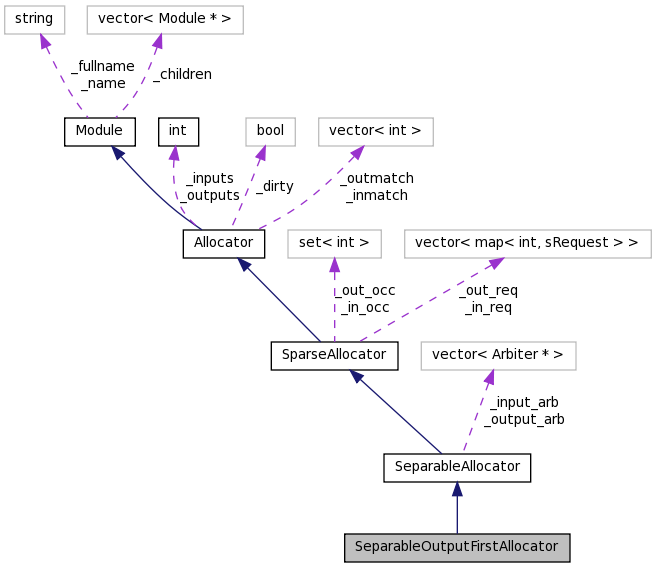 string
vector< Module * >
_fullname
_name
_children
Module
int
bool
vector< int >
_inputs
_outputs
_dirty
_outmatch
_inmatch
Allocator
set< int >
vector< map< int, sRequest > >
_out_occ
_in_occ
_out_req
_in_req
SparseAllocator
vector< Arbiter * >
_input_arb
_output_arb
SeparableAllocator
SeparableOutputFirstAllocator